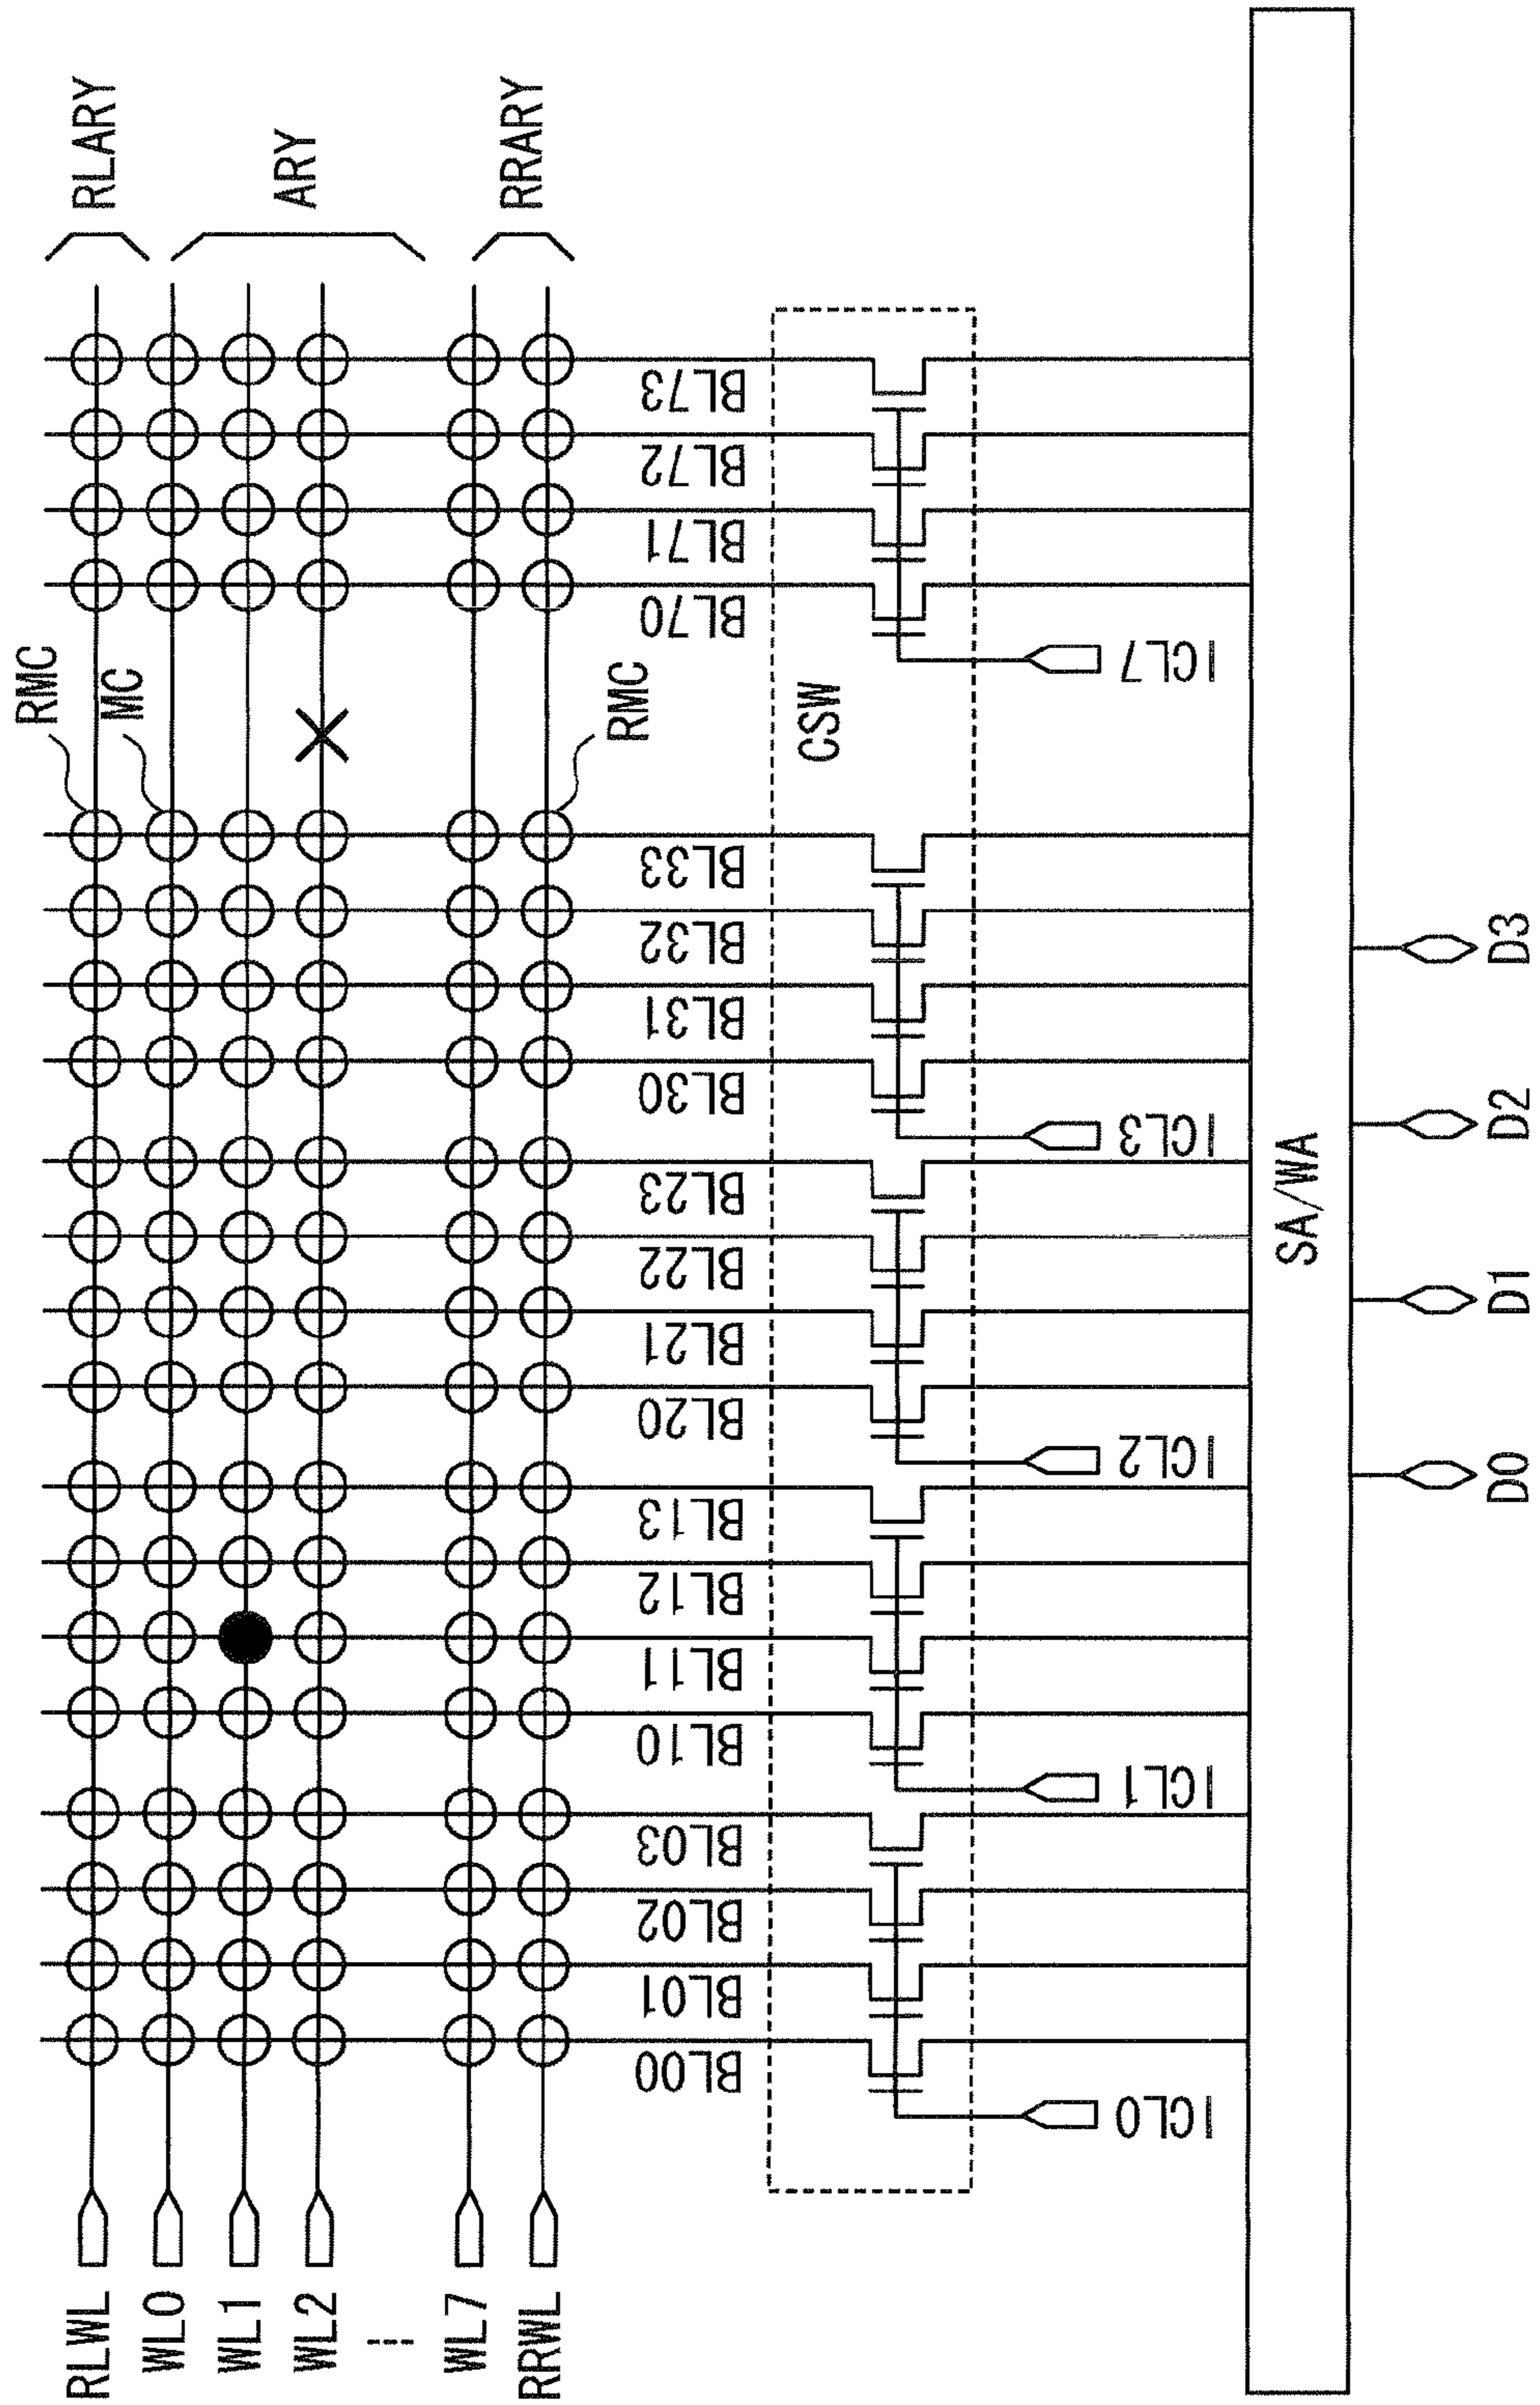 RLARY
ARY
RRARY
RMC
MC
RMC
RLWL
WL0
WL1
WL2
---
WL7
RRWL
BL00
BL01
BL02
BL03
BL10
BL11
BL12
BL13
BL20
BL21
BL22
BL23
BL30
BL31
BL32
BL33
BL70
BL71
BL72
BL73
CSW
ICL0
ICL1
ICL2
ICL3
ICL7
SA/WA
D0
D1
D2
D3